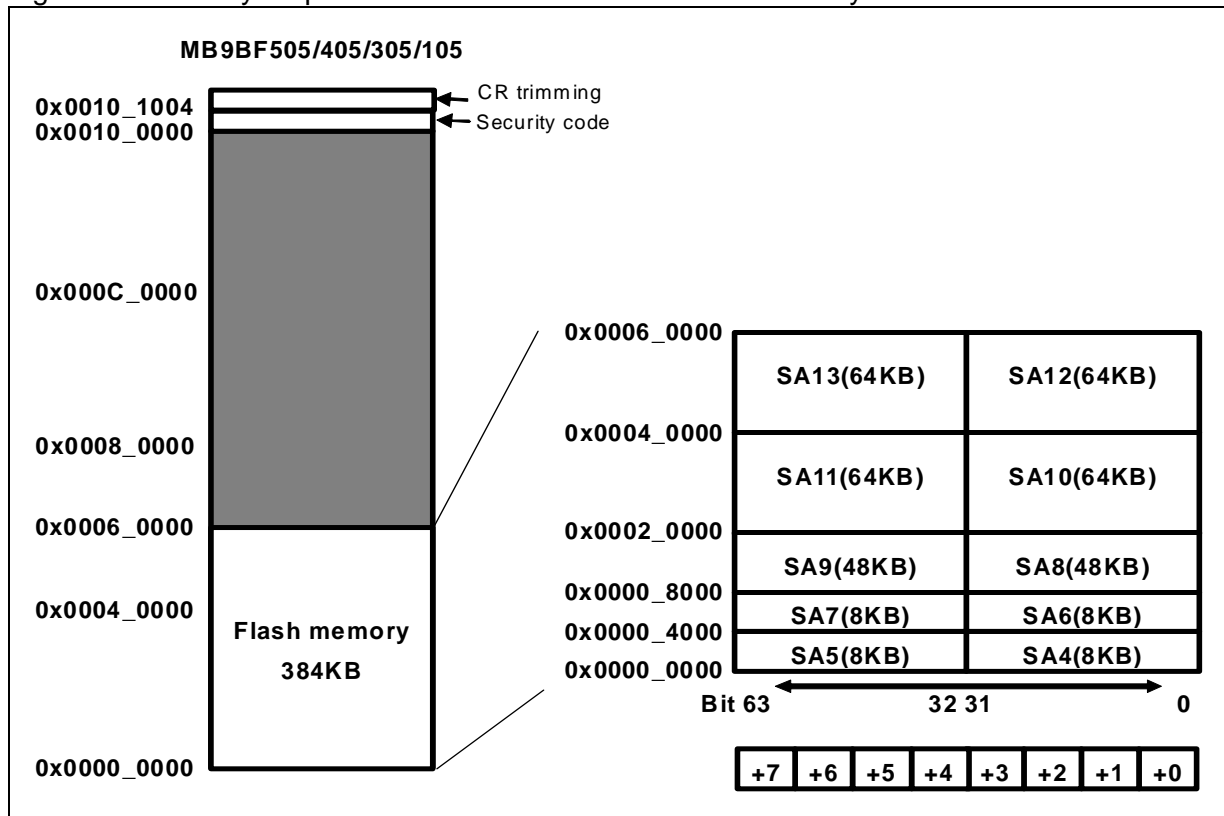 MB9BF505/405/305/105
CR trimming
0x0010_1004
Security code
0x0010_0000
0x000C_0000
0x0008_0000
0x0006_0000
0x0004_0000
Flash memory
384KB
0x0000_0000
0x0006_0000
SA13(64KB) SA12(64KB)
0x0004_0000
SA11(64KB) SA10(64KB)
0x0002_0000
SA9(48KB) SA8(48KB)
0x0000_8000
SA7(8KB) SA6(8KB)
0x0000_4000
SA5(8KB) SA4(8KB)
0x0000_0000
Bit 63 32 31 0
+7 +6 +5 +4 +3 +2 +1 +0